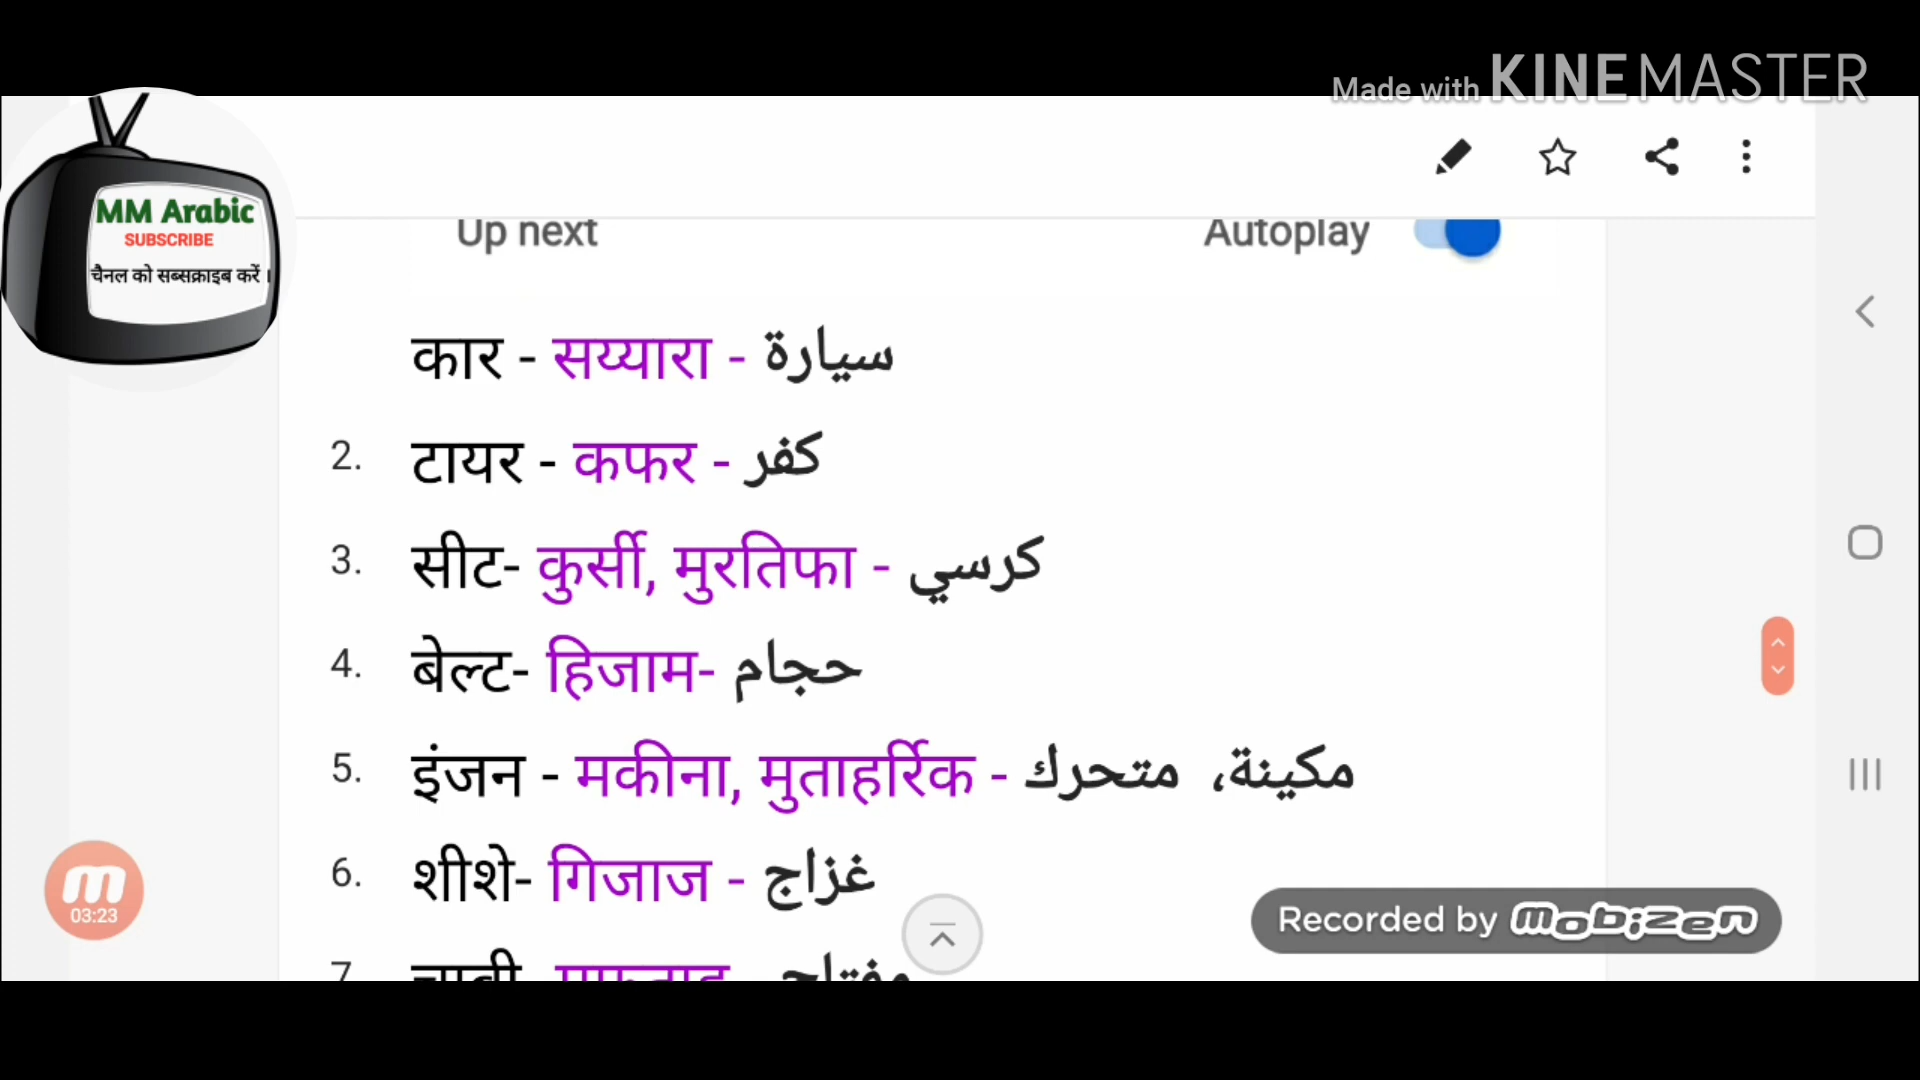 Made with KINEMASTER
MM Arabic
SUBSCRIBE
चैनल को सब्सक्राइब करें ।
Up next Autoplay
कार - सय्यारा - سيارة
2. टायर - कफर - كفر
3. सीट- कुर्सी, मुरतिफा - كرسي
4. बेल्ट- हिजाम- حجام
5. इंजन - मकीना, मुताहर्रिक - مكينة، متحرك
6. शीशे- गिजाज - غزاج
7.
03:23
Recorded by mobizen